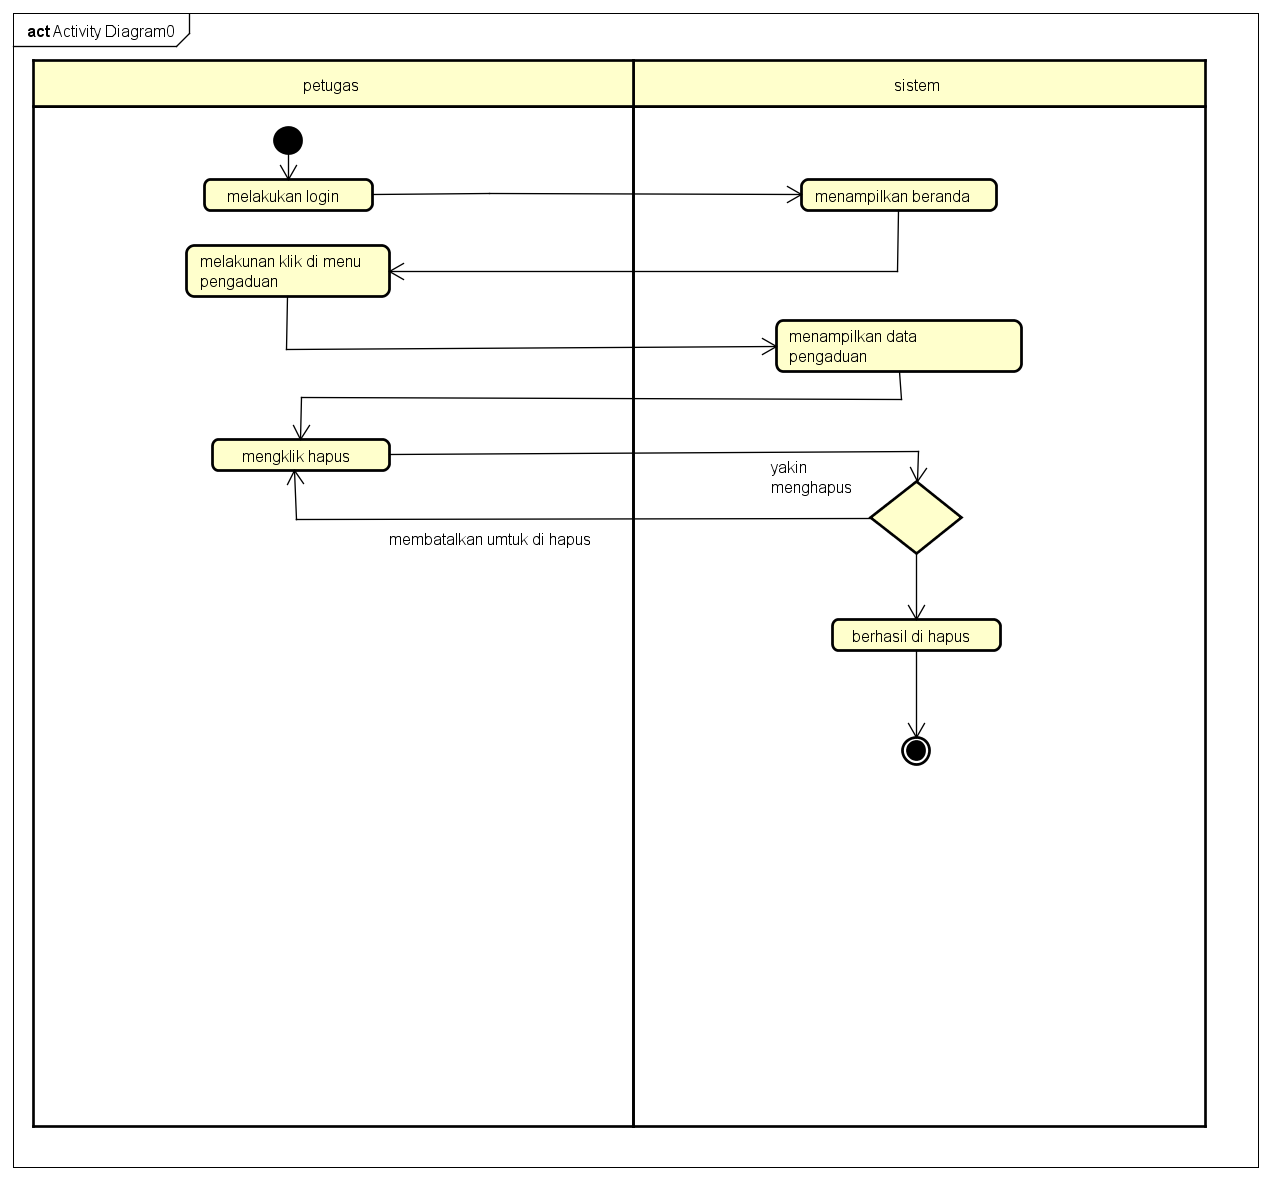 act Activity Diagram0
petugas
sistem
melakukan login
menampilkan beranda
melakunan klik di menu
pengaduan
menampilkan data
pengaduan
mengklik hapus
yakin
menghapus
membatalkan umtuk di hapus
berhasil di hapus